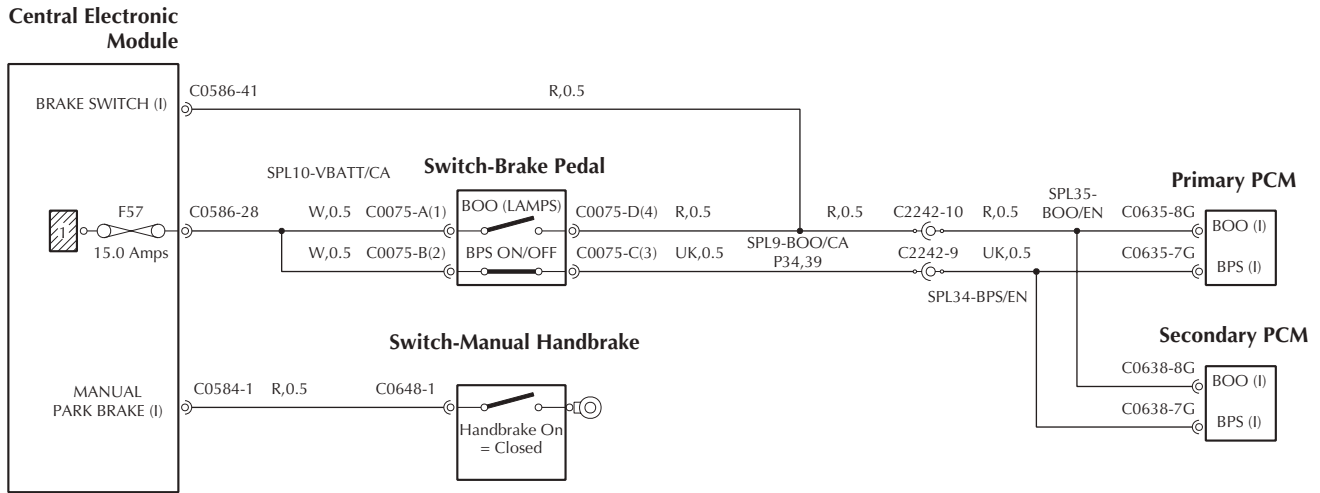 Central Electronic
Module
BRAKE SWITCH (I)
C0586-41
R,0.5
SPL10-VBATT/CA
Switch-Brake Pedal
SPL35-
BOO/EN
Primary PCM
1
F57
15.0 Amps
C0586-28
W,0.5
C0075-A(1)
BOO (LAMPS)
C0075-D(4)
R,0.5
R,0.5
C2242-10
R,0.5
C0635-8G
BOO (I)
W,0.5
C0075-B(2)
BPS ON/OFF
C0075-C(3)
UK,0.5
SPL9-BOO/CA
P34,39
C2242-9
UK,0.5
C0635-7G
BPS (I)
SPL34-BPS/EN
Switch-Manual Handbrake
Secondary PCM
MANUAL
PARK BRAKE (I)
C0584-1
R,0.5
C0648-1
Handbrake On
= Closed
C0638-8G
BOO (I)
C0638-7G
BPS (I)